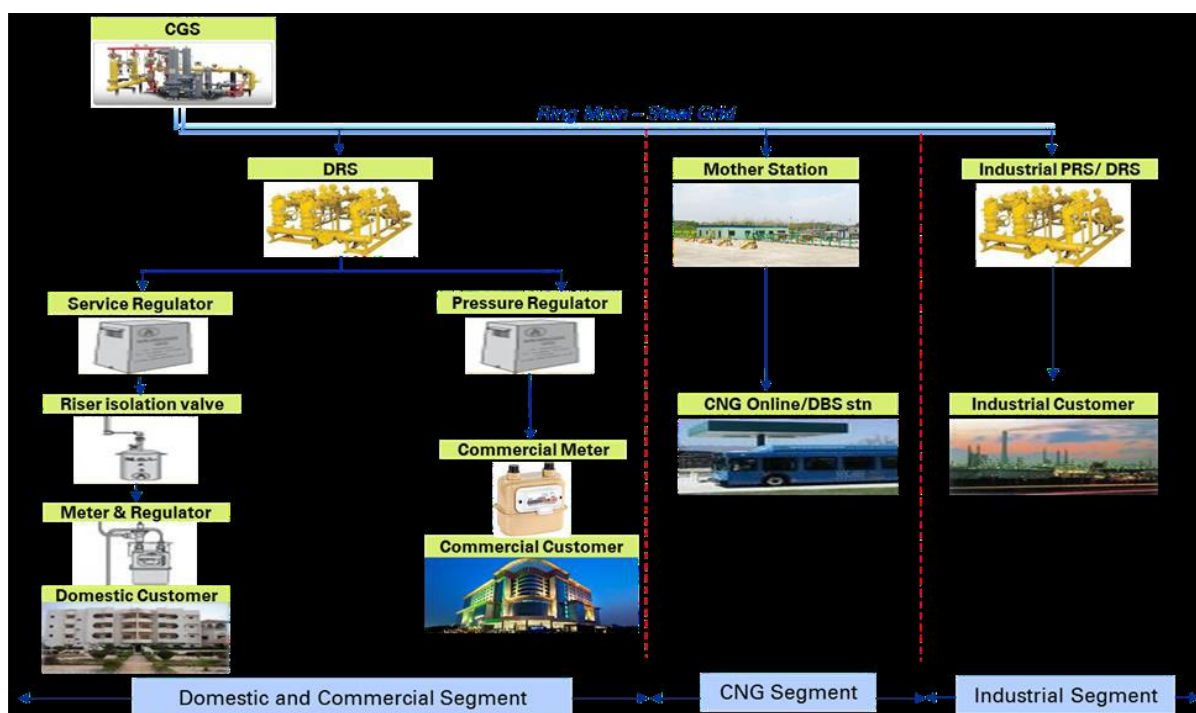 CGS
Ring Main – Steel Grid
DRS
Mother Station
Industrial PRS/ DRS
Service Regulator
Pressure Regulator
Riser isolation valve
CNG Online/DBS stn
Industrial Customer
Commercial Meter
Meter & Regulator
Commercial Customer
Domestic Customer
Domestic and Commercial Segment
CNG Segment
Industrial Segment